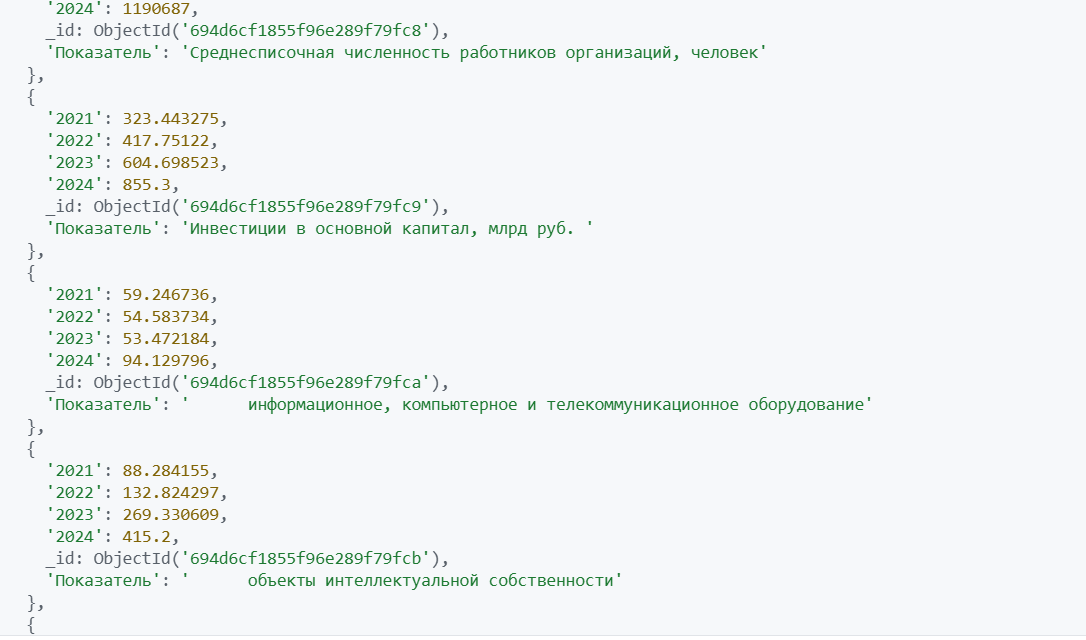 '2024': 1190687,
_id: ObjectId('694d6cf1855f96e289f79fc8'),
'Показатель': 'Среднесписочная численность работников организаций, человек'
},
{
'2021': 323.443275,
'2022': 417.75122,
'2023': 604.698523,
'2024': 855.3,
_id: ObjectId('694d6cf1855f96e289f79fc9'),
'Показатель': 'Инвестиции в основной капитал, млрд руб. '
},
{
'2021': 59.246736,
'2022': 54.583734,
'2023': 53.472184,
'2024': 94.129796,
_id: ObjectId('694d6cf1855f96e289f79fca'),
'Показатель': '      информационное, компьютерное и телекоммуникационное оборудование'
},
{
'2021': 88.284155,
'2022': 132.824297,
'2023': 269.330609,
'2024': 415.2,
_id: ObjectId('694d6cf1855f96e289f79fcb'),
'Показатель': '      объекты интеллектуальной собственности'
},
{